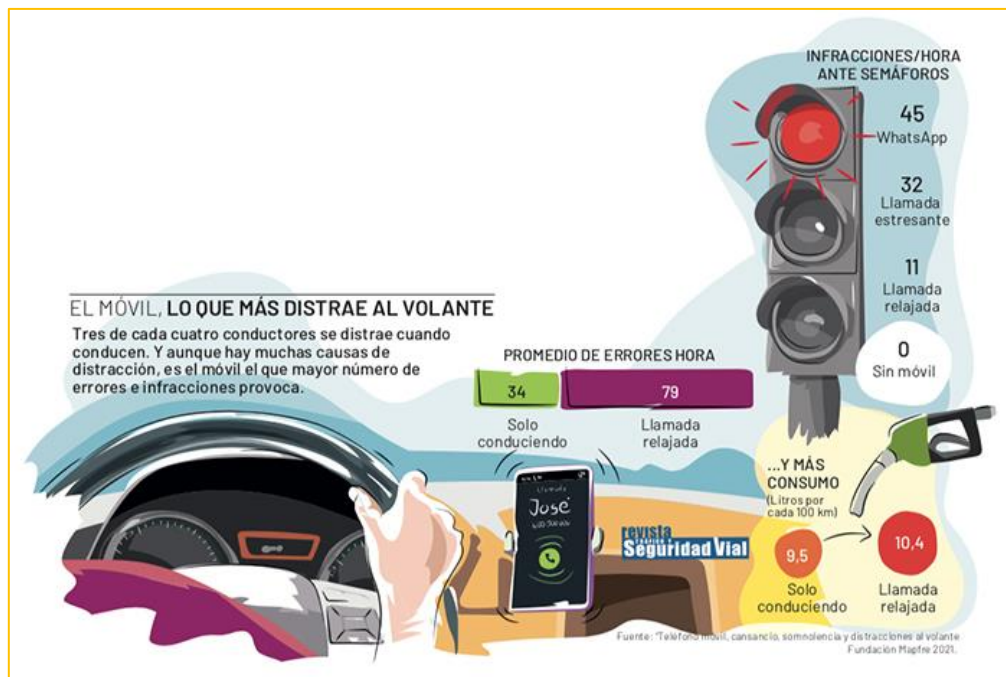 INFRACCIONES/HORA
ANTE SEMÁFOROS
45
WhatsApp
32
Llamada
estresante
11
Llamada
relajada
0
Sin móvil
EL MÓVIL, LO QUE MÁS DISTRAE AL VOLANTE
Tres de cada cuatro conductores se distrae cuando
conducen. Y aunque hay muchas causas de
distracción, es el móvil el que mayor número de
errores e infracciones provoca.
PROMEDIO DE ERRORES HORA
34
79
Solo
conduciendo
Llamada
relajada
Llamada
José
revista
Seguridad Vial
...Y MÁS
CONSUMO
(Litros por
cada 100 km)
9,5
10,4
Solo
conduciendo
Llamada
relajada
Fuente: "Teléfono móvil, cansancio, somnolencia y distracciones al volante
Fundación Mapfre 2021.